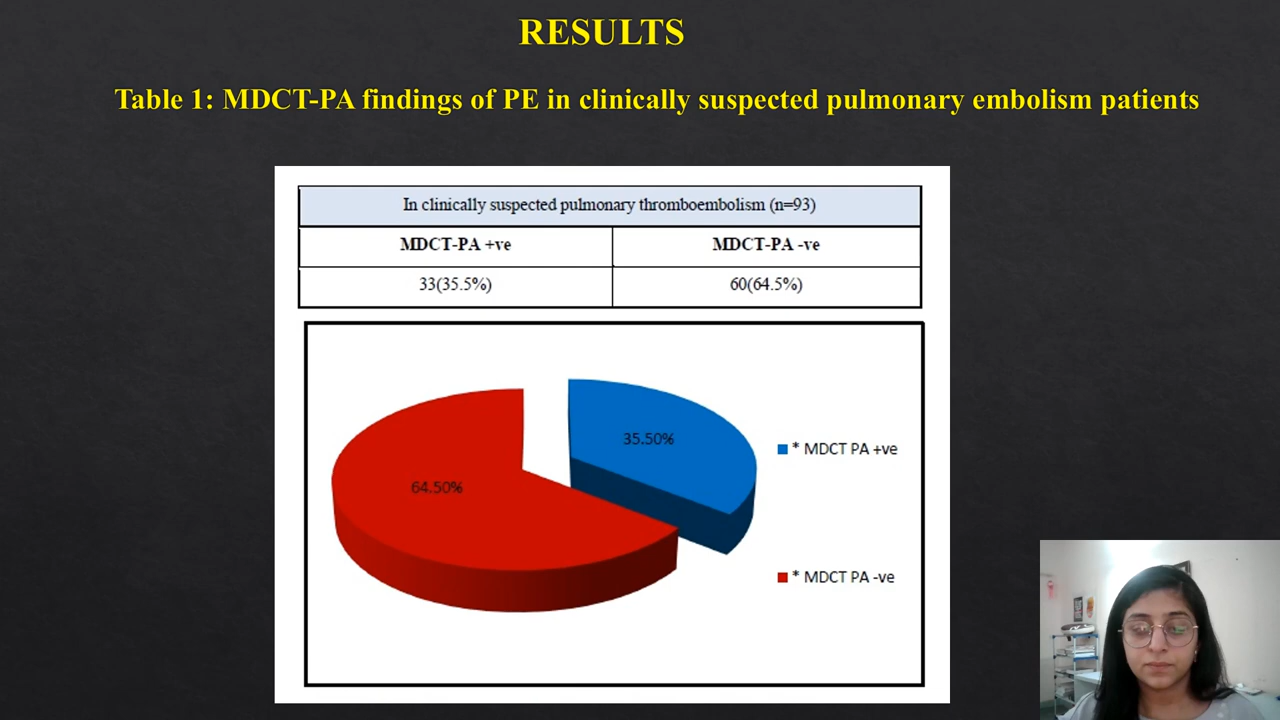 RESULTS
Table 1: MDCT-PA findings of PE in clinically suspected pulmonary embolism patients
In clinically suspected pulmonary thromboembolism (n=93)
MDCT-PA +ve
MDCT-PA -ve
33(35.5%)
60(64.5%)
35.50%
64.50%
* MDCT PA +ve
* MDCT PA -ve